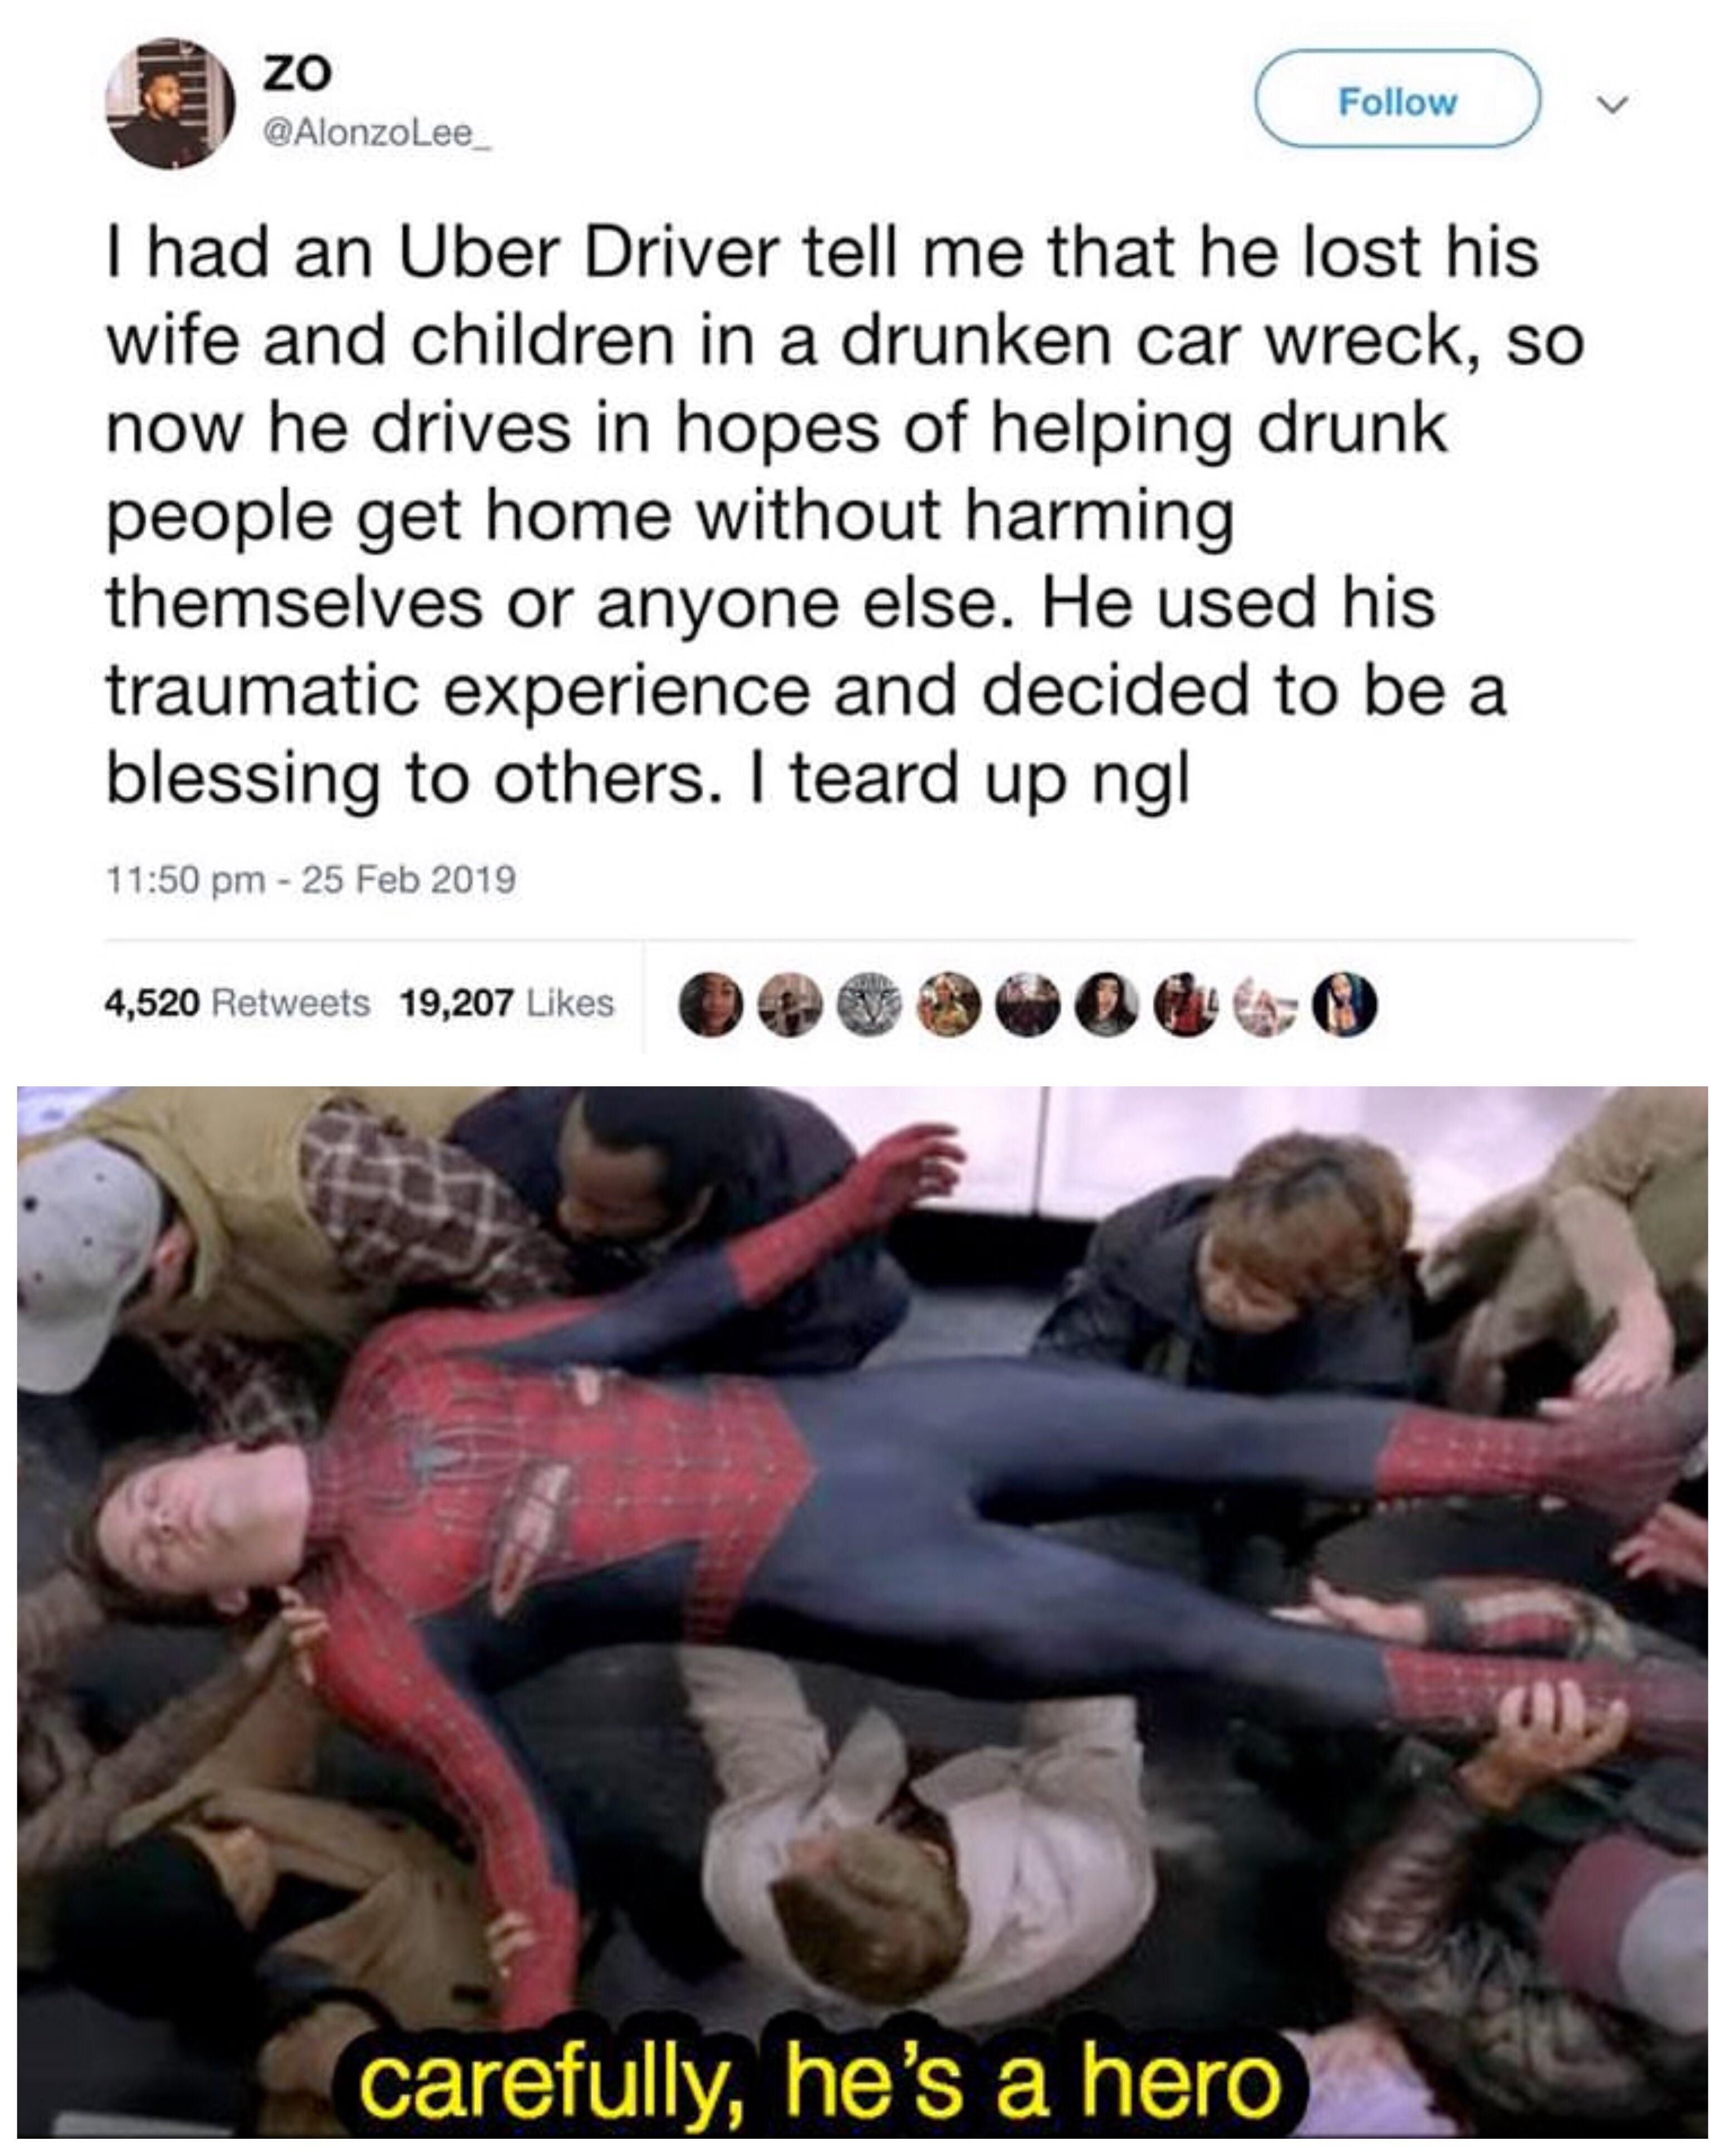 ZO
@AlonzoLee_
Follow
I had an Uber Driver tell me that he lost his
wife and children in a drunken car wreck, so
now he drives in hopes of helping drunk
people get home without harming
themselves or anyone else. He used his
traumatic experience and decided to be a
blessing to others. I teard up ngl
11:50 pm - 25 Feb 2019
4,520 Retweets 19,207 Likes
carefully, he's a hero